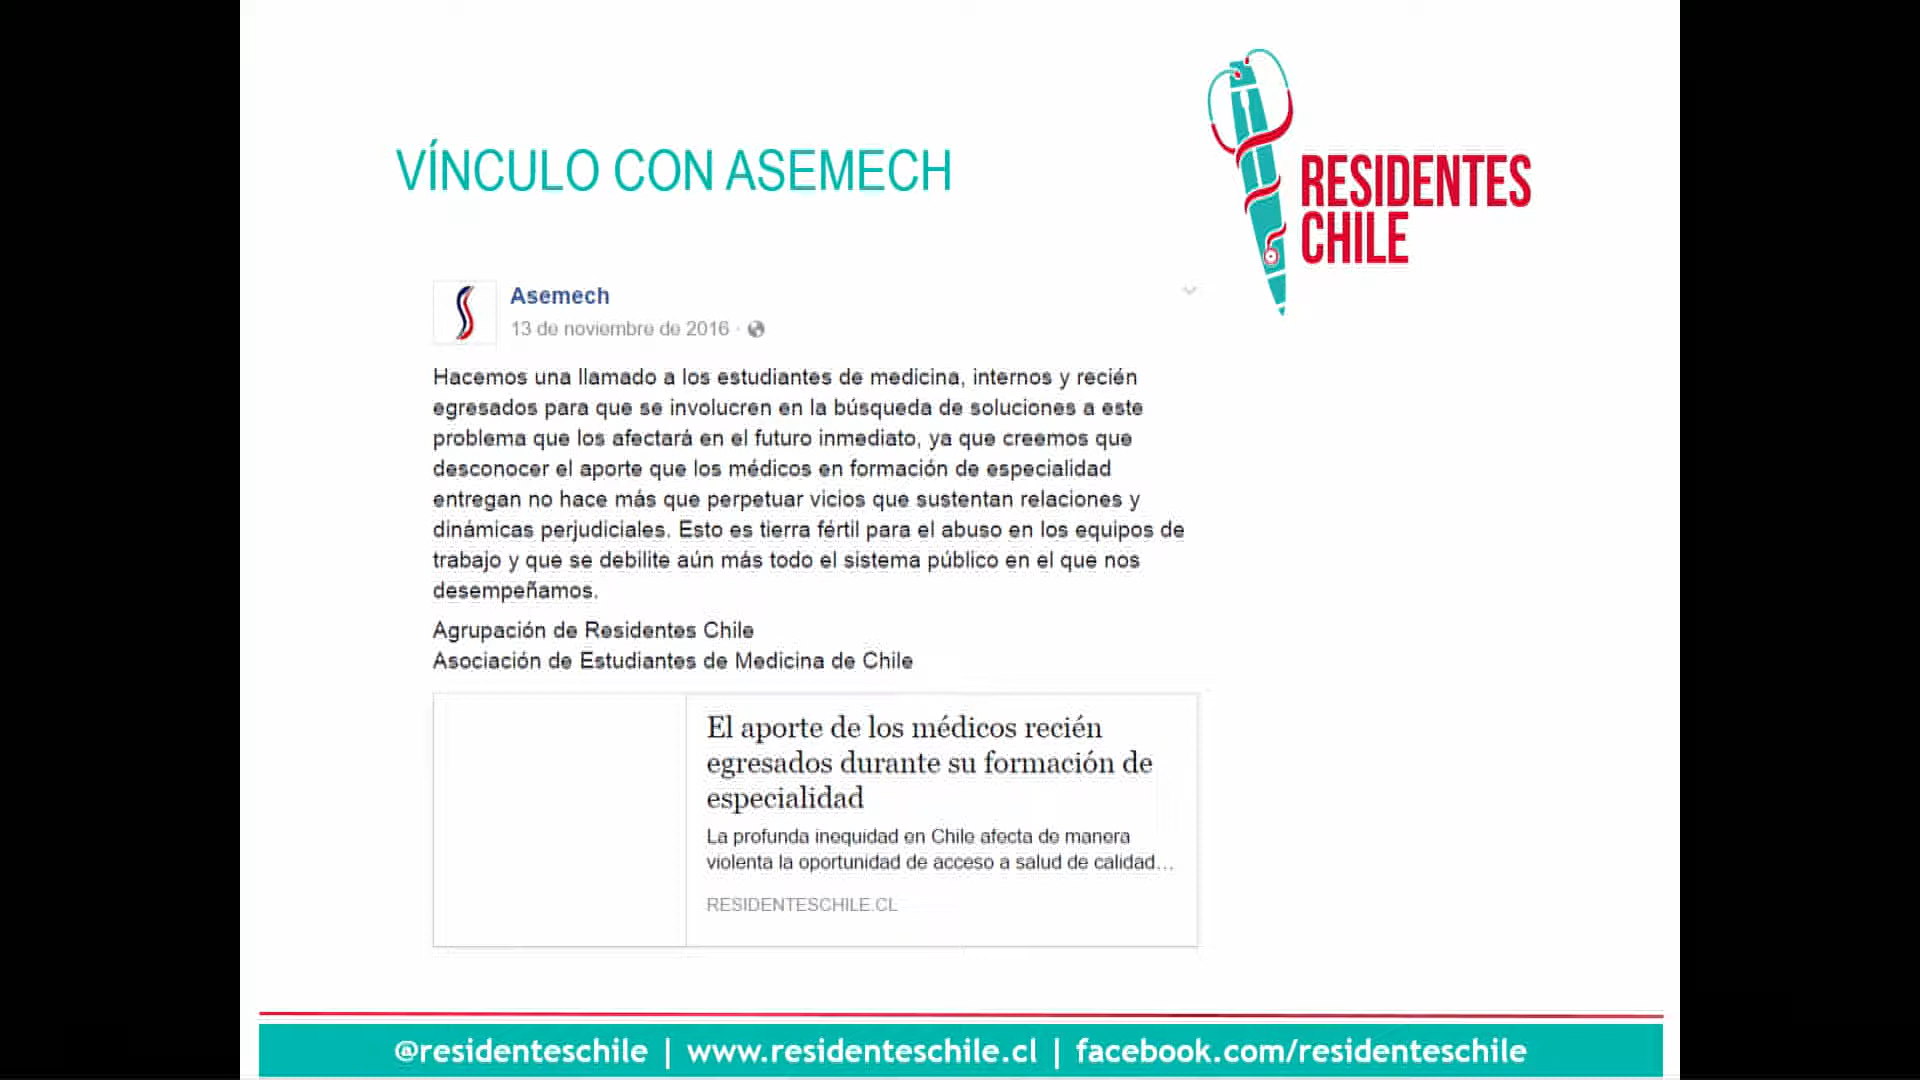 VÍNCULO CON ASEMECH
RESIDENTES
CHILE
Asemech
13 de noviembre de 2016 ·
Hacemos una llamado a los estudiantes de medicina, internos y recién
egresados para que se involucren en la búsqueda de soluciones a este
problema que los afectará en el futuro inmediato, ya que creemos que
desconocer el aporte que los médicos en formación de especialidad
entregan no hace más que perpetuar vicios que sustentan relaciones y
dinámicas perjudiciales. Esto es tierra fértil para el abuso en los equipos de
trabajo y que se debilite aún más todo el sistema público en el que nos
desempeñamos.
Agrupación de Residentes Chile
Asociación de Estudiantes de Medicina de Chile
El aporte de los médicos recién
egresados durante su formación de
especialidad
La profunda inequidad en Chile afecta de manera
violenta la oportunidad de acceso a salud de calidad...
RESIDENTESCHILE.CL
@residenteschile | www.residenteschile.cl | facebook.com/residenteschile